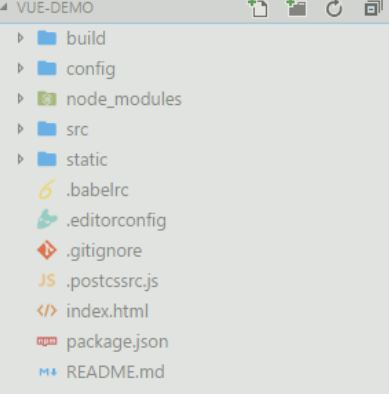 VUE-DEMO
build
config
node_modules
src
static
.babelrc
.editorconfig
.gitignore
JS .postcssrc.js
</> index.html
npm package.json
M↓ README.md